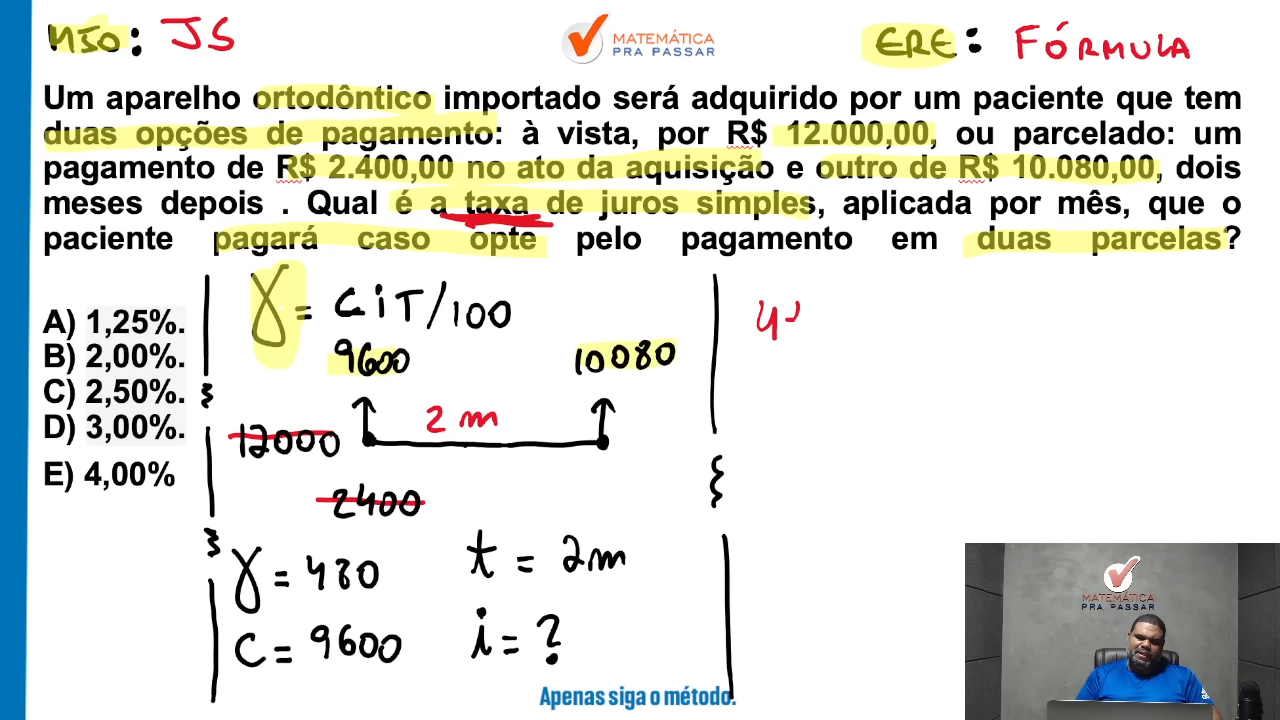 MÉTO: JS
MATEMÁTICA
PRA PASSAR
ERE: FÓRMULA
Um aparelho ortodôntico importado será adquirido por um paciente que tem
duas opções de pagamento: à vista, por R$ 12.000,00, ou parcelado: um
pagamento de R$ 2.400,00 no ato da aquisição e outro de R$ 10.080,00, dois
meses depois . Qual é a taxa de juros simples, aplicada por mês, que o
paciente pagará caso opte pelo pagamento em duas parcelas?
A) 1,25%.
B) 2,00%.
C) 2,50%.
D) 3,00%.
E) 4,00%
J = CiT/100
9600
10080
2 m
12000
2400
J = 480
t = 2m
C = 9600
i = ?
MATEMÁTICA
PRA PASSAR
Apenas siga o método.